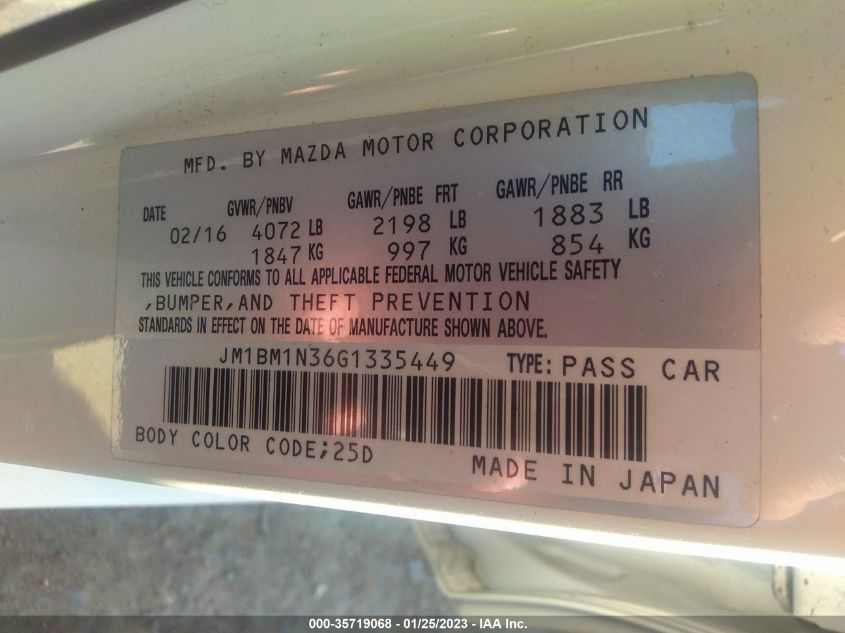 MFD. BY MAZDA MOTOR CORPORATION
DATE GVWR/PNBV GAWR/PNBE FRT GAWR/PNBE RR
02/16 4072 LB 2198 LB 1883 LB
1847 KG 997 KG 854 KG
THIS VEHICLE CONFORMS TO ALL APPLICABLE FEDERAL MOTOR VEHICLE SAFETY
,BUMPER,AND THEFT PREVENTION
STANDARDS IN EFFECT ON THE DATE OF MANUFACTURE SHOWN ABOVE.
JM1BM1N36G1335449 TYPE: PASS CAR
BODY COLOR CODE;25D MADE IN JAPAN
000-35719068 - 01/25/2023 - IAA Inc.